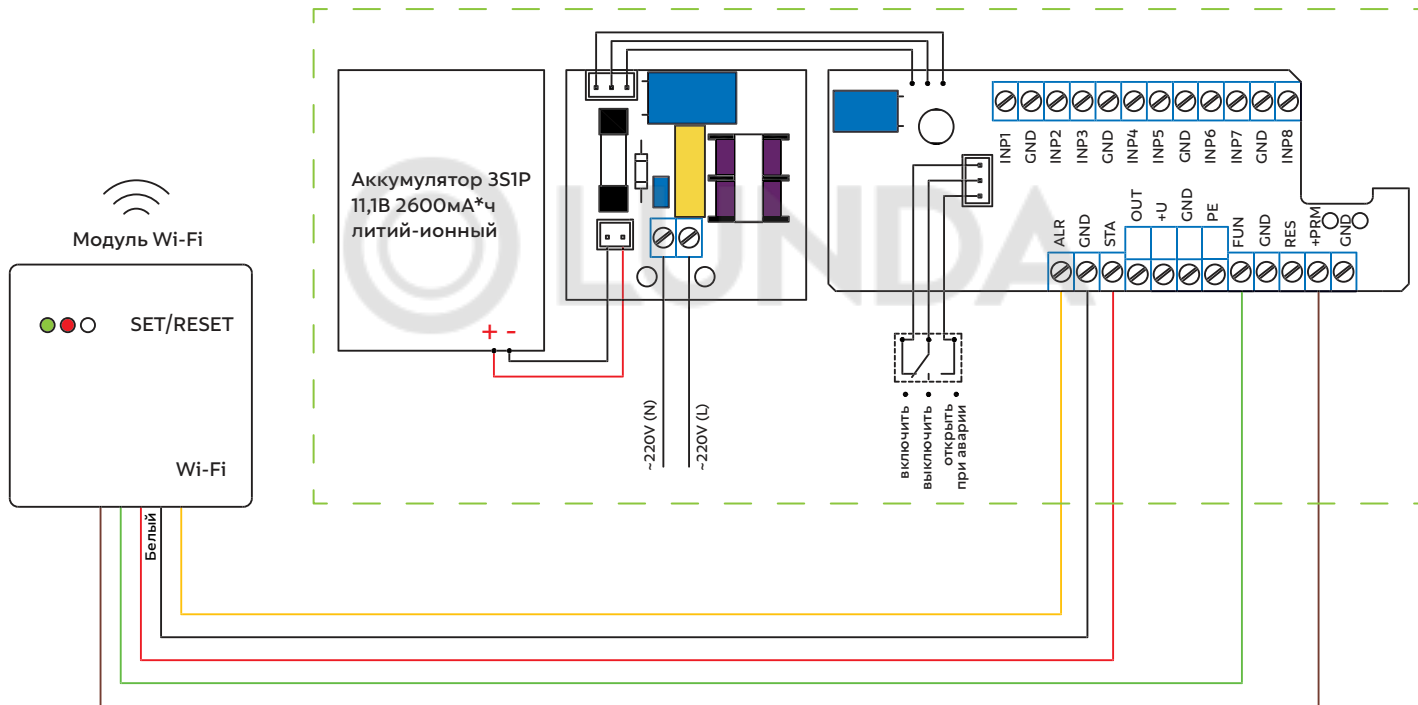 Модуль Wi-Fi
SET/RESET
Wi-Fi
Белый
Аккумулятор 3S1P
11,1В 2600мА*ч
литий-ионный
+ -
~220V (N)
~220V (L)
LUNDA
INP1
GND
INP2
INP3
GND
INP4
INP5
GND
INP6
INP7
GND
INP8
ALR
GND
STA
OUT
+U
GND
PE
FUN
GND
RES
+PRM
GND
включить
выключить
открыть
при аварии